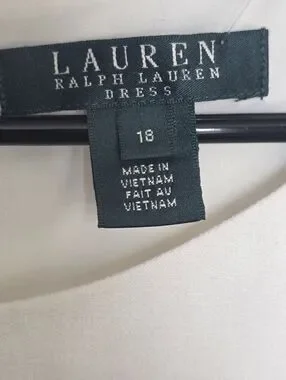 LAUREN
RALPH LAUREN
DRESS
18
MADE IN
VIETNAM
FAIT AU
VIETNAM